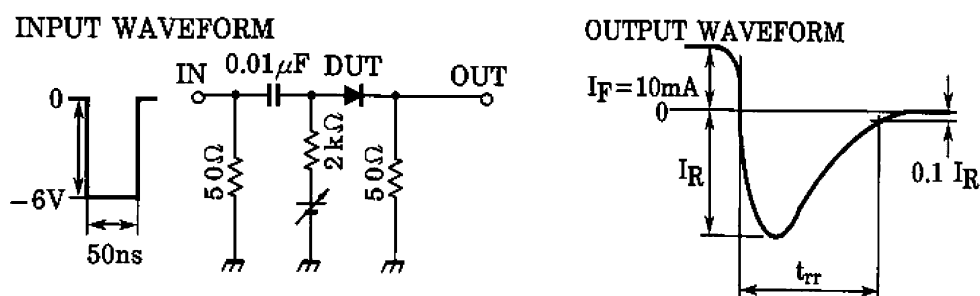 INPUT WAVEFORM
0
−6V
50ns
IN
0.01μF
DUT
OUT
50Ω
2kΩ
50Ω
OUTPUT WAVEFORM
I_F=10mA
0
I_R
0.1 I_R
t_rr